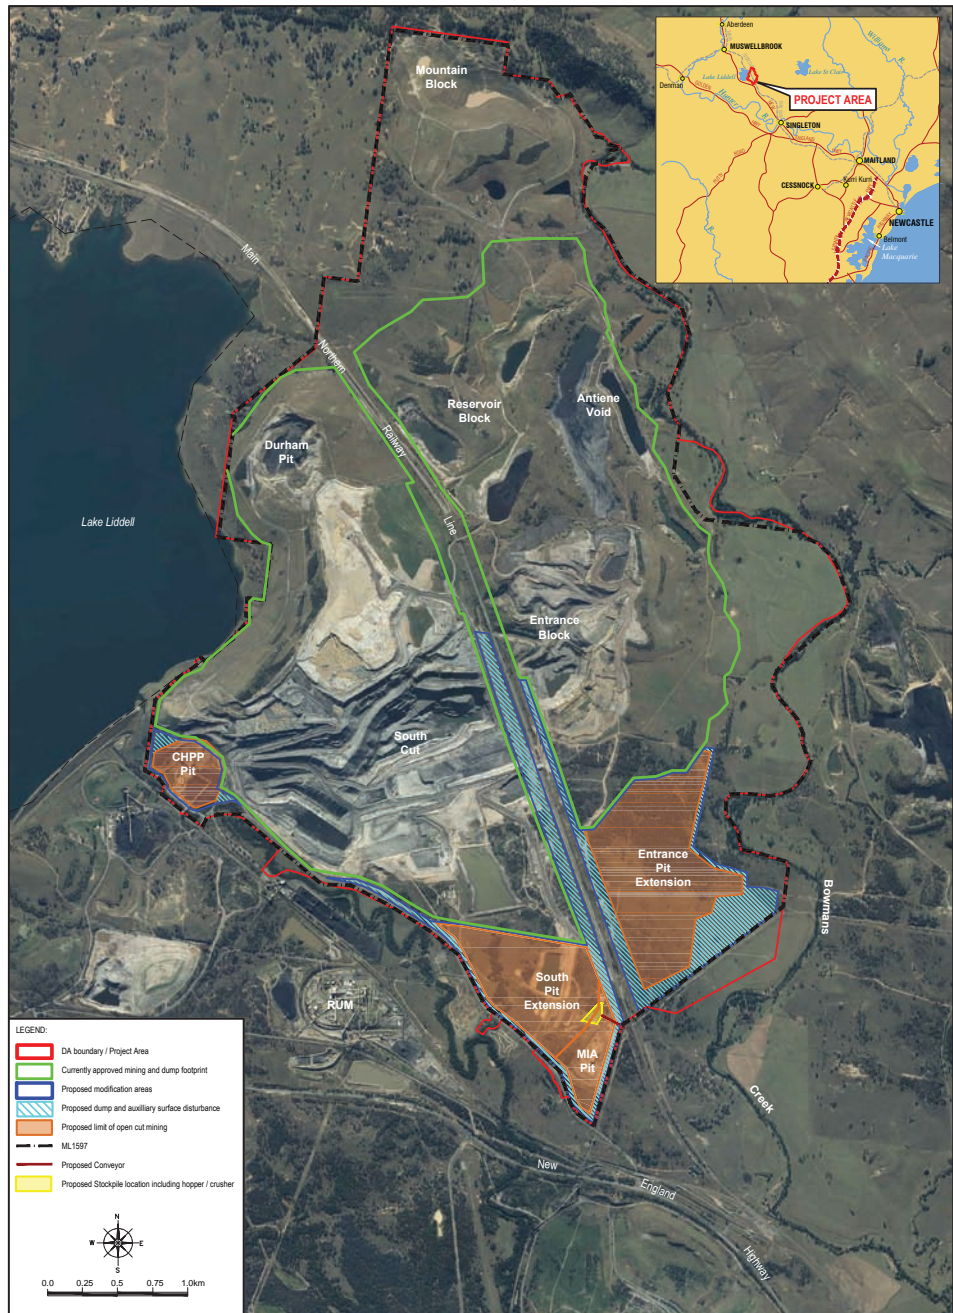 Mountain
Block
Aberdeen
MUSWELLBROOK
Lake Liddell
Lake St Clair
Denman
GOLDEN
Hunter
R.
PROJECT AREA
SINGLETON
MAITLAND
CESSNOCK
Kurri Kurri
NEWCASTLE
Belmont
Lake
Macquarie
Main
Northern
Railway
Line
Reservoir
Block
Antiene
Void
Durham
Pit
Lake Liddell
Entrance
Block
South
Cut
CHPP
Pit
Entrance
Pit
Extension
Bowmans
Creek
South
Pit
Extension
RUM
MIA
Pit
New
England
Highway
LEGEND:
DA boundary / Project Area
Currently approved mining and dump footprint
Proposed modification areas
Proposed dump and auxilliary surface disturbance
Proposed limit of open cut mining
ML1597
Proposed Conveyor
Proposed Stockpile location including hopper / crusher
N
W
E
S
0.0 0.25 0.5 0.75 1.0km